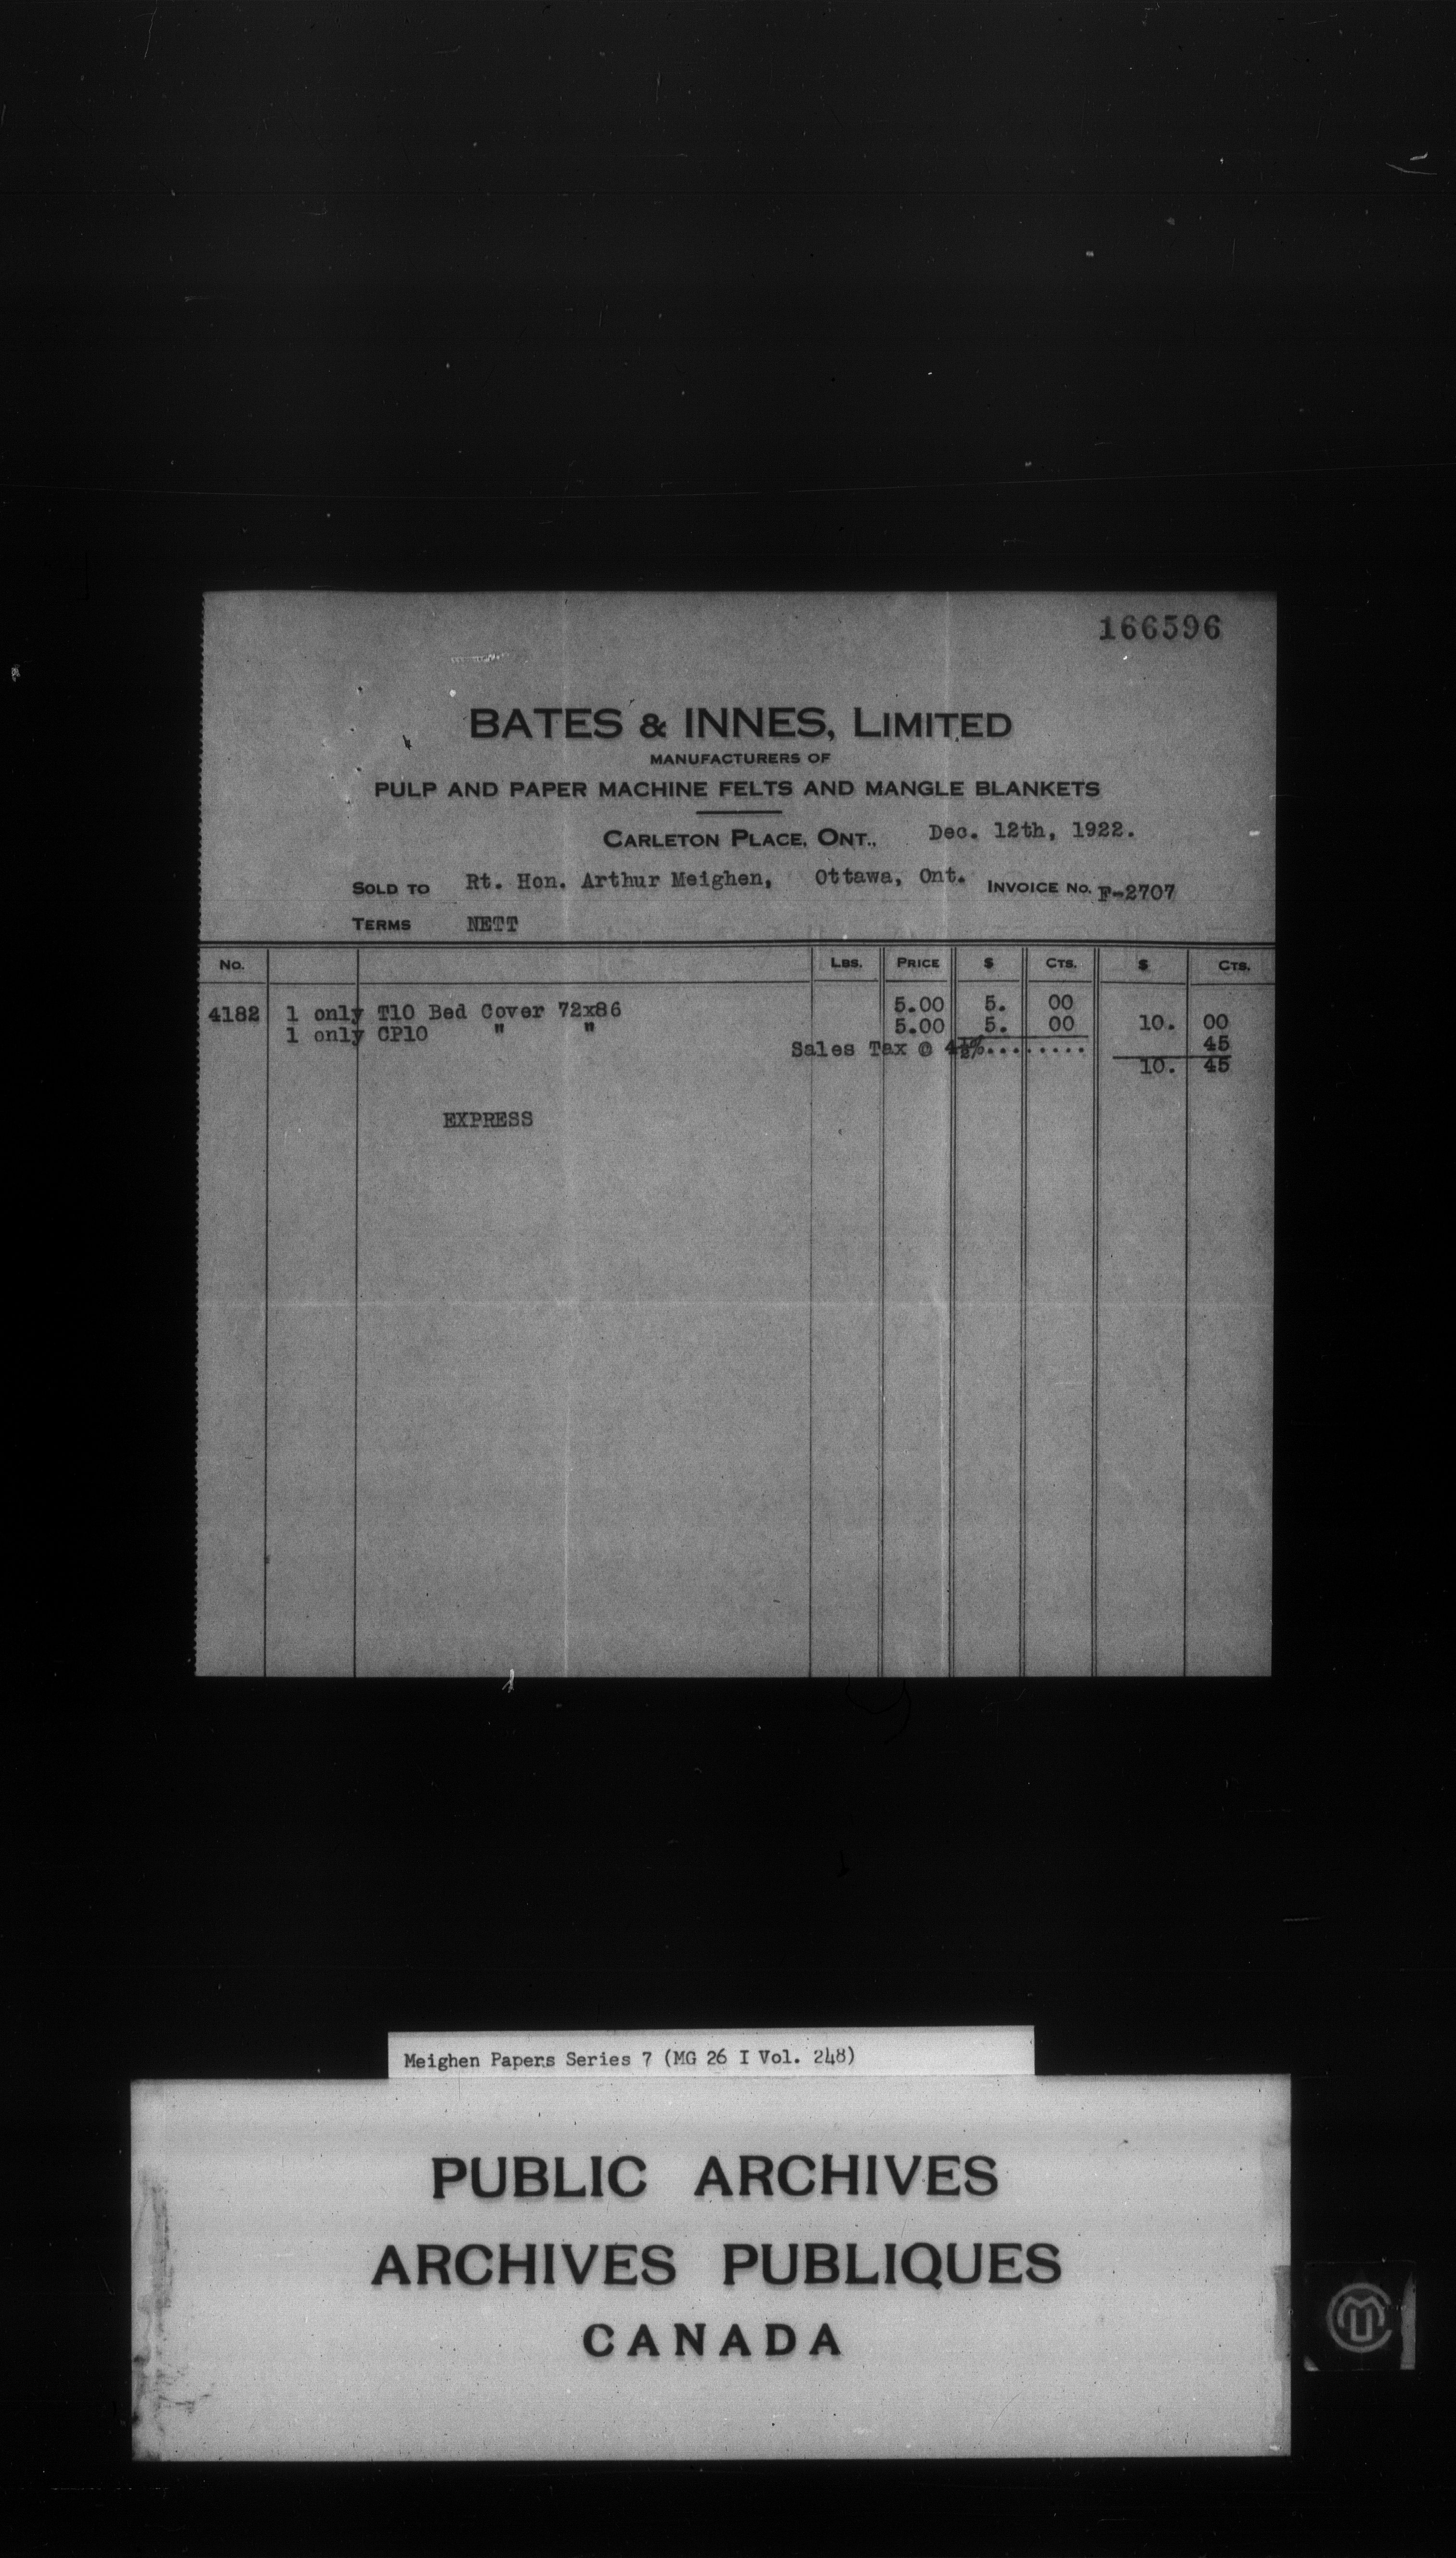 166596
BATES & INNES, LIMITED
MANUFACTURERS OF
PULP AND PAPER MACHINE FELTS AND MANGLE BLANKETS
CARLETON PLACE, ONT., Dec. 12th, 1922.
SOLD TO Rt. Hon. Arthur Meighen, Ottawa, Ont. INVOICE NO. F-2707
TERMS NETT
NO. LBS. PRICE $ CTS. $ CTS.
4182 1 only T10 Bed Cover 72x86 5.00 5. 00
1 only CP10 " " 5.00 5. 00 10. 00
Sales Tax @ 4½%......... 45
10. 45
EXPRESS
Meighen Papers Series 7 (MG 26 I Vol. 248)
PUBLIC ARCHIVES
ARCHIVES PUBLIQUES
CANADA